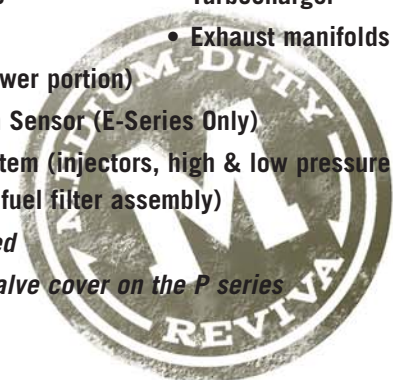 Turbocharger
• Exhaust manifolds
wer portion)
Sensor (E-Series Only)
tem (injectors, high & low pressure
fuel filter assembly)
ed
alve cover on the P series
DIUM-DUTY
M
REVIVA